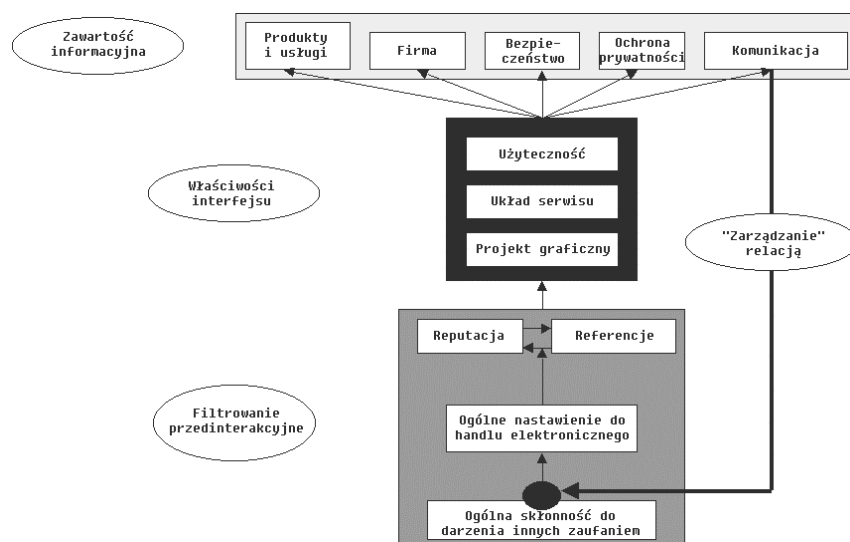 Zawartość
informacyjna
Produkty
i usługi
Firma
Bezpie-
czeństwo
Ochrona
prywatności
Komunikacja
Użyteczność
Właściwości
interfejsu
Układ serwisu
Projekt graficzny
"Zarządzanie"
relacją
Reputacja
Referencje
Filtrowanie
przedinterakcyjne
Ogólne nastawienie do
handlu elektronicznego
Ogólna skłonność do
darzenia innych zaufaniem